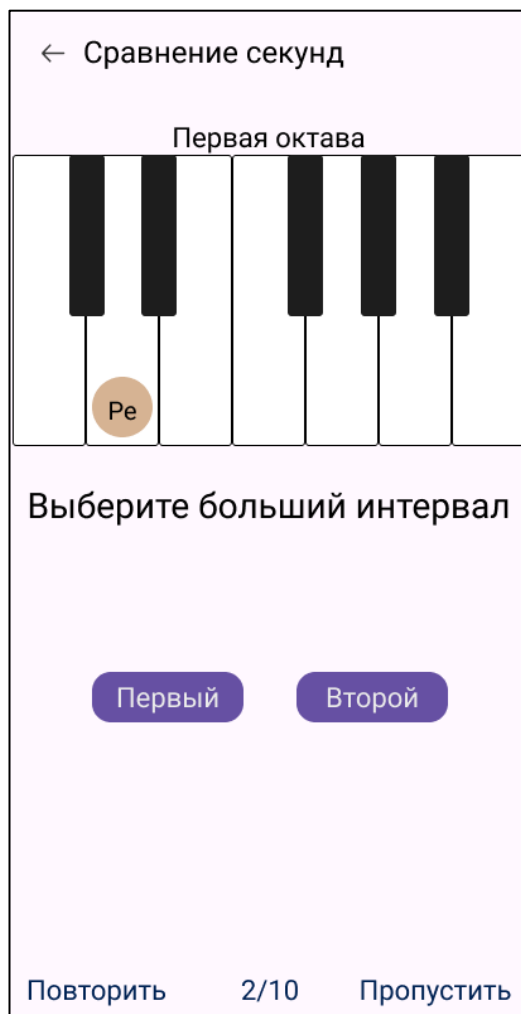 ← Сравнение секунд
Первая октава
Ре
Выберите больший интервал
Первый Второй
Повторить 2/10 Пропустить